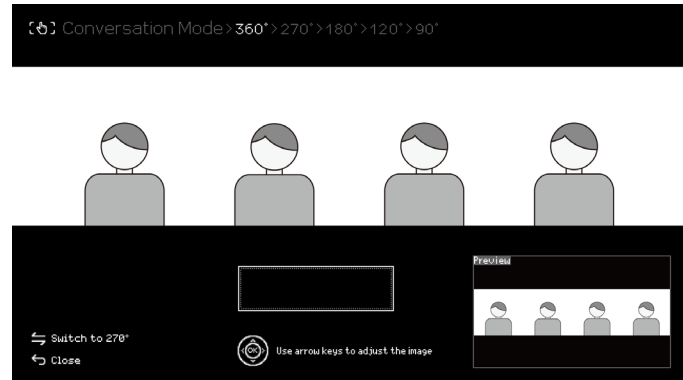 Conversation Mode>360°>270°>180°>120°>90°
Preview
Switch to 270°
OK
Use arrow keys to adjust the image
Close